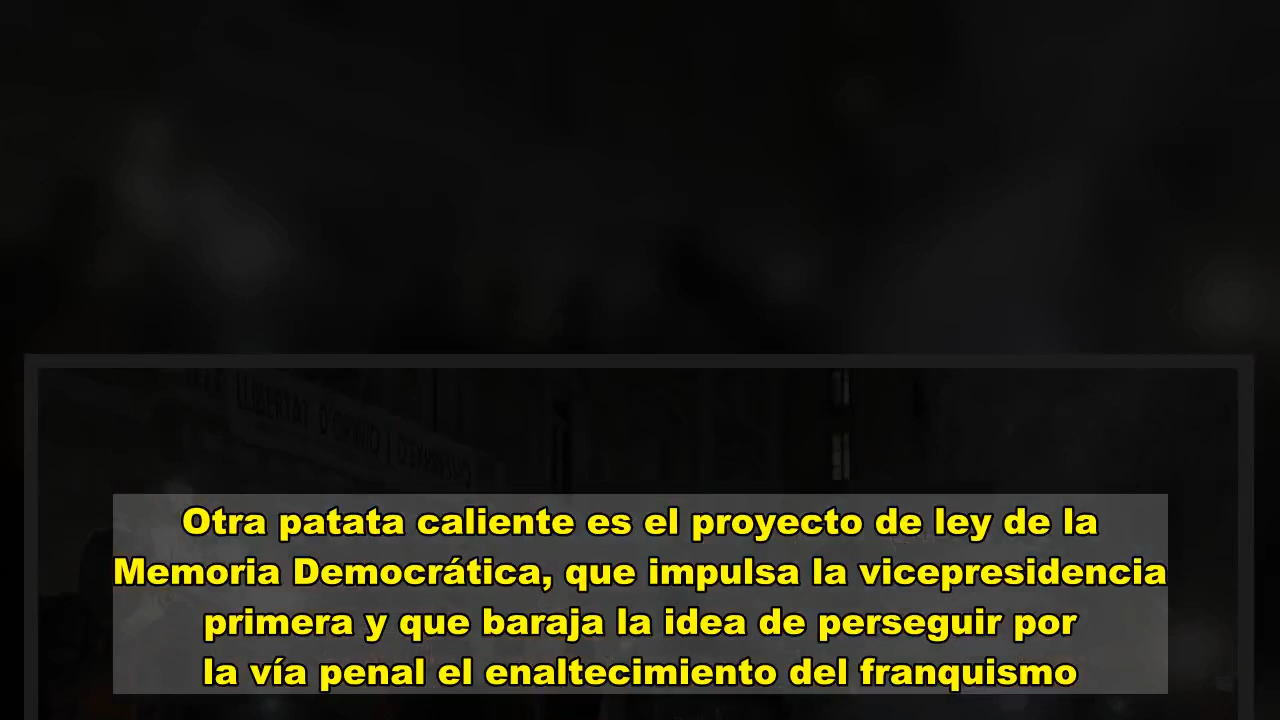 Otra patata caliente es el proyecto de ley de la
Memoria Democrática, que impulsa la vicepresidencia
primera y que baraja la idea de perseguir por
la vía penal el enaltecimiento del franquismo